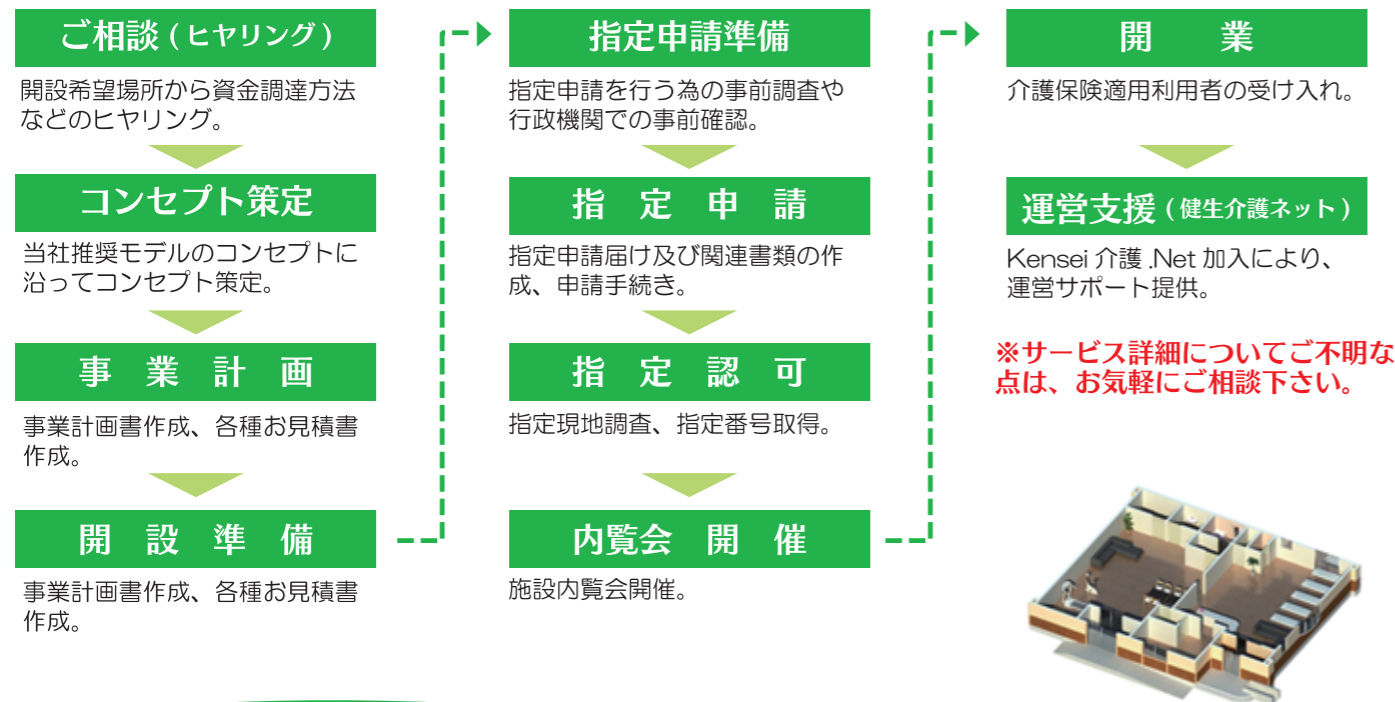 ご相談 ( ヒヤリング )
開設希望場所から資金調達方法
などのヒヤリング。
コンセプト策定
当社推奨モデルのコンセプトに
沿ってコンセプト策定。
事 業 計 画
事業計画書作成、各種お見積書
作成。
開 設 準 備
事業計画書作成、各種お見積書
作成。
指定申請準備
指定申請を行う為の事前調査や
行政機関での事前確認。
指 定 申 請
指定申請届け及び関連書類の作
成、申請手続き。
指 定 認 可
指定現地調査、指定番号取得。
内覧会 開 催
施設内覧会開催。
開 業
介護保険適用利用者の受け入れ。
運営支援 ( 健生介護ネット )
Kensei 介護 .Net 加入により、
運営サポート提供。
※サービス詳細についてご不明な
点は、お気軽にご相談下さい。